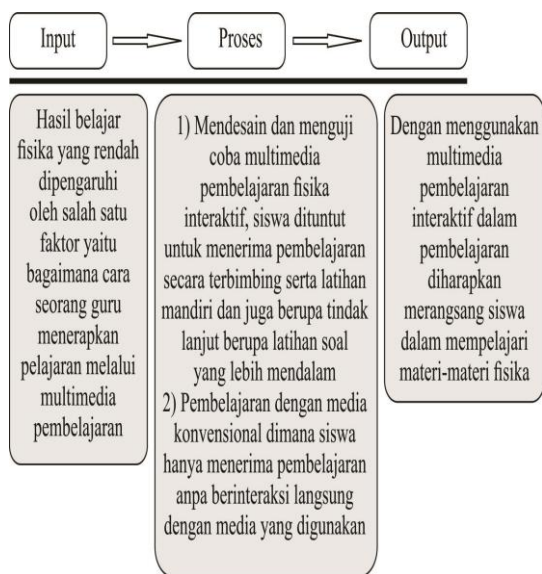 Input
Proses
Output
Hasil belajar
fisika yang rendah
dipengaruhi
oleh salah satu
faktor yaitu
bagaimana cara
seorang guru
menerapkan
pelajaran melalui
multimedia
pembelajaran
1) Mendesain dan menguji
coba multimedia
pembelajaran fisika
interaktif, siswa dituntut
untuk menerima pembelajaran
secara terbimbing serta latihan
mandiri dan juga berupa tindak
lanjut berupa latihan soal
yang lebih mendalam
2) Pembelajaran dengan media
konvensional dimana siswa
hanya menerima pembelajaran
anpa berinteraksi langsung
dengan media yang digunakan
Dengan menggunakan
multimedia
pembelajaran
interaktif dalam
pembelajaran
diharapkan
merangsang siswa
dalam mempelajari
materi-materi fisika